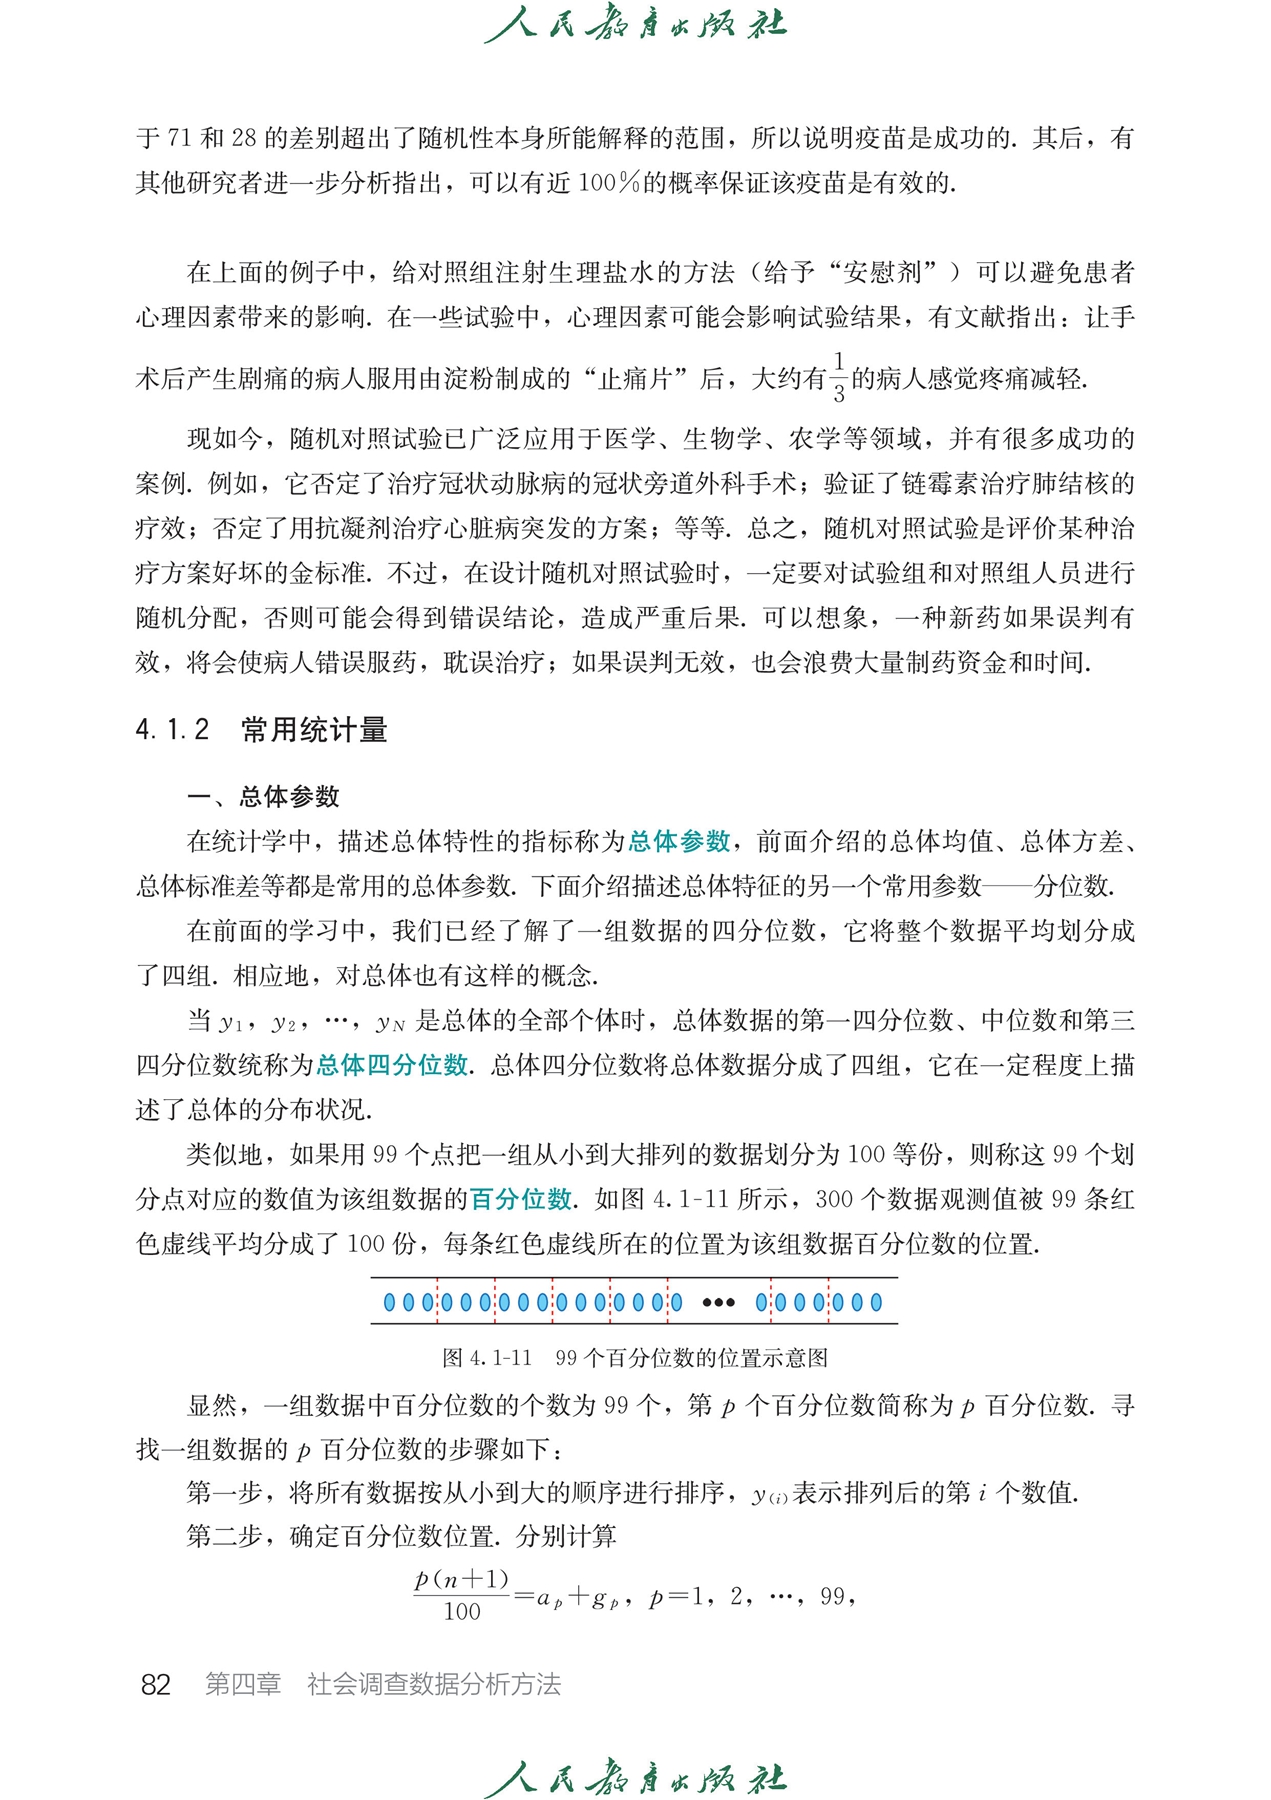 人民教育出版社
于 71 和 28 的差别超出了随机性本身所能解释的范围，所以说明疫苗是成功的. 其后，有
其他研究者进一步分析指出，可以有近 100%的概率保证该疫苗是有效的.
在上面的例子中，给对照组注射生理盐水的方法（给予“安慰剂”）可以避免患者
心理因素带来的影响. 在一些试验中，心理因素可能会影响试验结果，有文献指出：让手
术后产生剧痛的病人服用由淀粉制成的“止痛片”后，大约有1/3的病人感觉疼痛减轻.
现如今，随机对照试验已广泛应用于医学、生物学、农学等领域，并有很多成功的
案例. 例如，它否定了治疗冠状动脉病的冠状旁道外科手术；验证了链霉素治疗肺结核的
疗效；否定了用抗凝剂治疗心脏病突发的方案；等等. 总之，随机对照试验是评价某种治
疗方案好坏的金标准. 不过，在设计随机对照试验时，一定要对试验组和对照组人员进行
随机分配，否则可能会得到错误结论，造成严重后果. 可以想象，一种新药如果误判有
效，将会使病人错误服药，耽误治疗；如果误判无效，也会浪费大量制药资金和时间.
4.1.2 常用统计量
一、总体参数
在统计学中，描述总体特性的指标称为总体参数，前面介绍的总体均值、总体方差、
总体标准差等都是常用的总体参数. 下面介绍描述总体特征的另一个常用参数——分位数.
在前面的学习中，我们已经了解了一组数据的四分位数，它将整个数据平均划分成
了四组. 相应地，对总体也有这样的概念.
当 y₁，y₂，…，y_N 是总体的全部个体时，总体数据的第一四分位数、中位数和第三
四分位数统称为总体四分位数. 总体四分位数将总体数据分成了四组，它在一定程度上描
述了总体的分布状况.
类似地，如果用 99 个点把一组从小到大排列的数据划分为 100 等份，则称这 99 个划
分点对应的数值为该组数据的百分位数. 如图 4.1-11 所示，300 个数据观测值被 99 条红
色虚线平均分成了 100 份，每条红色虚线所在的位置为该组数据百分位数的位置.
图 4.1-11 99 个百分位数的位置示意图
显然，一组数据中百分位数的个数为 99 个，第 p 个百分位数简称为 p 百分位数. 寻
找一组数据的 p 百分位数的步骤如下：
第一步，将所有数据按从小到大的顺序进行排序，y_(i)表示排列后的第 i 个数值.
第二步，确定百分位数位置. 分别计算
p(n+1)/100=a_p+g_p，p=1，2，…，99，
82 第四章 社会调查数据分析方法
人民教育出版社